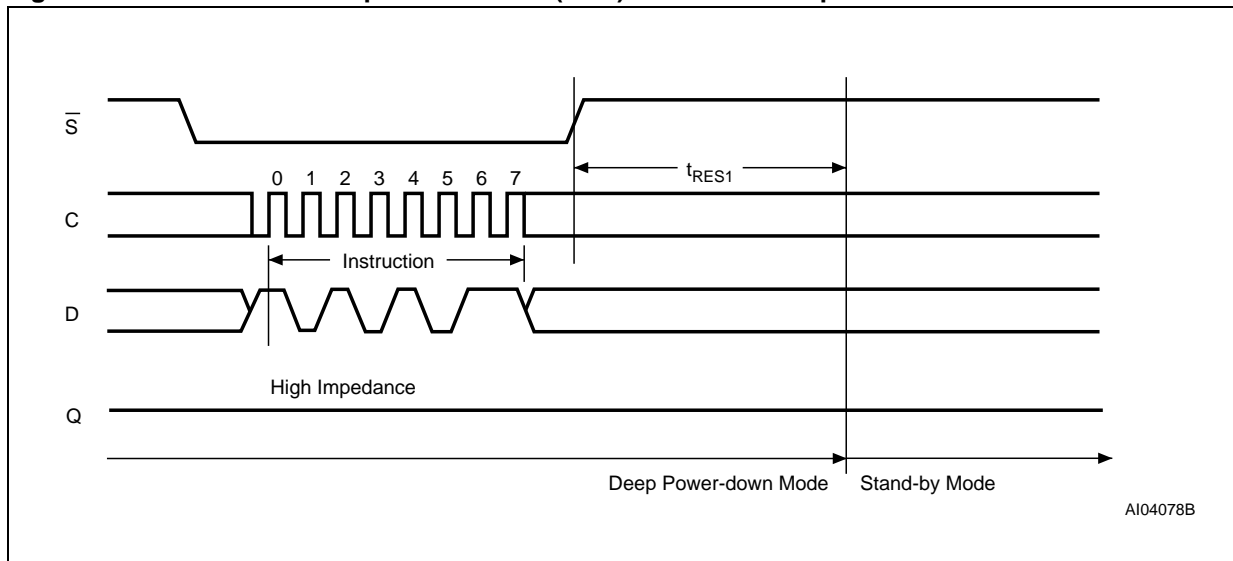 S̅
0 1 2 3 4 5 6 7
tRES1
C
Instruction
D
High Impedance
Q
Deep Power-down Mode Stand-by Mode
AI04078B